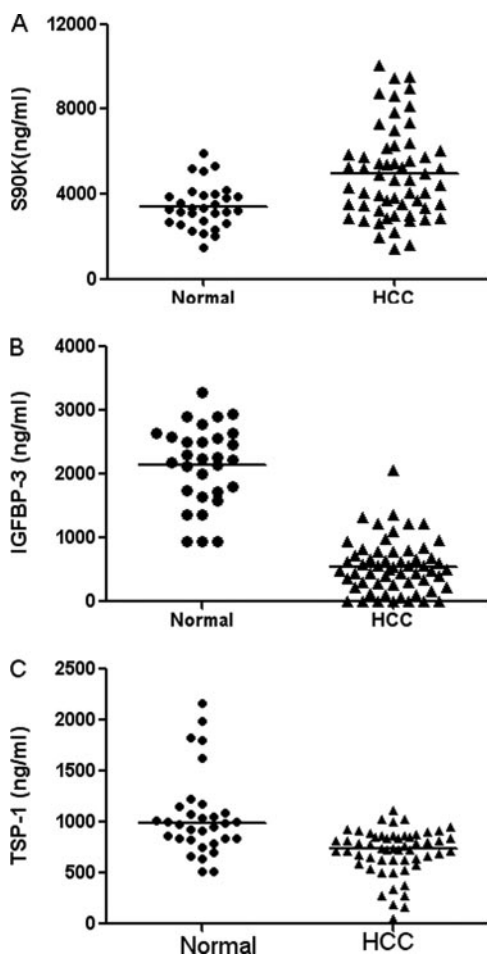 A
S90K(ng/ml)
12000
8000
4000
0
Normal HCC
B
IGFBP-3 (ng/ml)
4000
3000
2000
1000
0
Normal HCC
C
TSP-1 (ng/ml)
2500
2000
1500
1000
500
0
Normal HCC